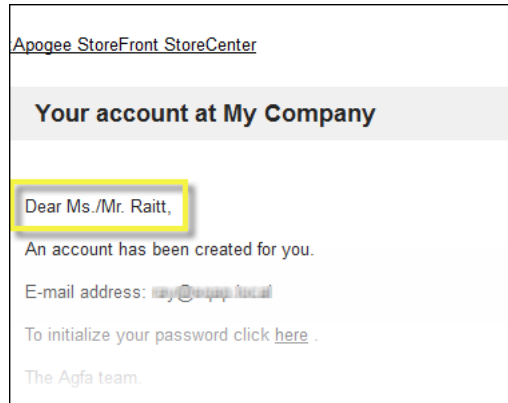 Apogee StoreFront StoreCenter
Your account at My Company
Dear Ms./Mr. Raitt,
An account has been created for you.
E-mail address:
To initialize your password click here .
The Agfa team.